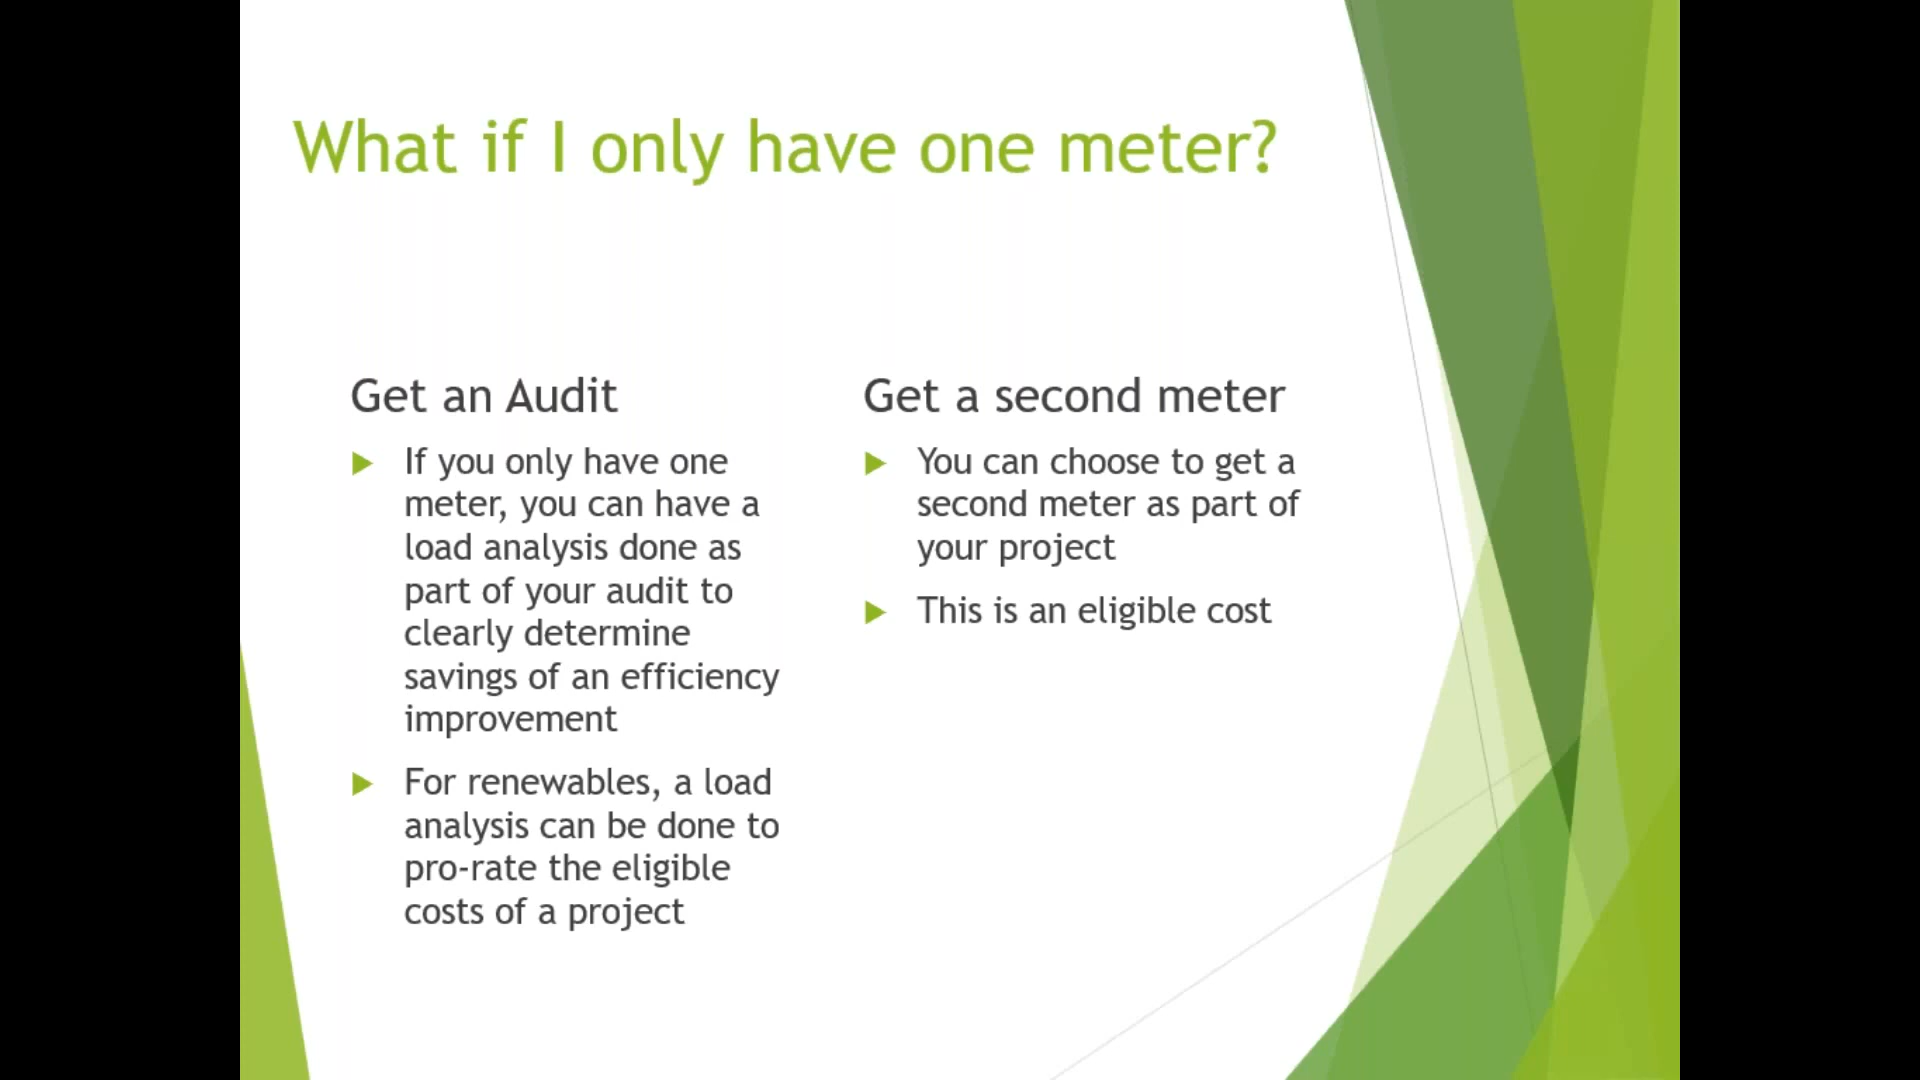 What if I only have one meter?
Get an Audit
If you only have one
meter, you can have a
load analysis done as
part of your audit to
clearly determine
savings of an efficiency
improvement
For renewables, a load
analysis can be done to
pro-rate the eligible
costs of a project
Get a second meter
You can choose to get a
second meter as part of
your project
This is an eligible cost